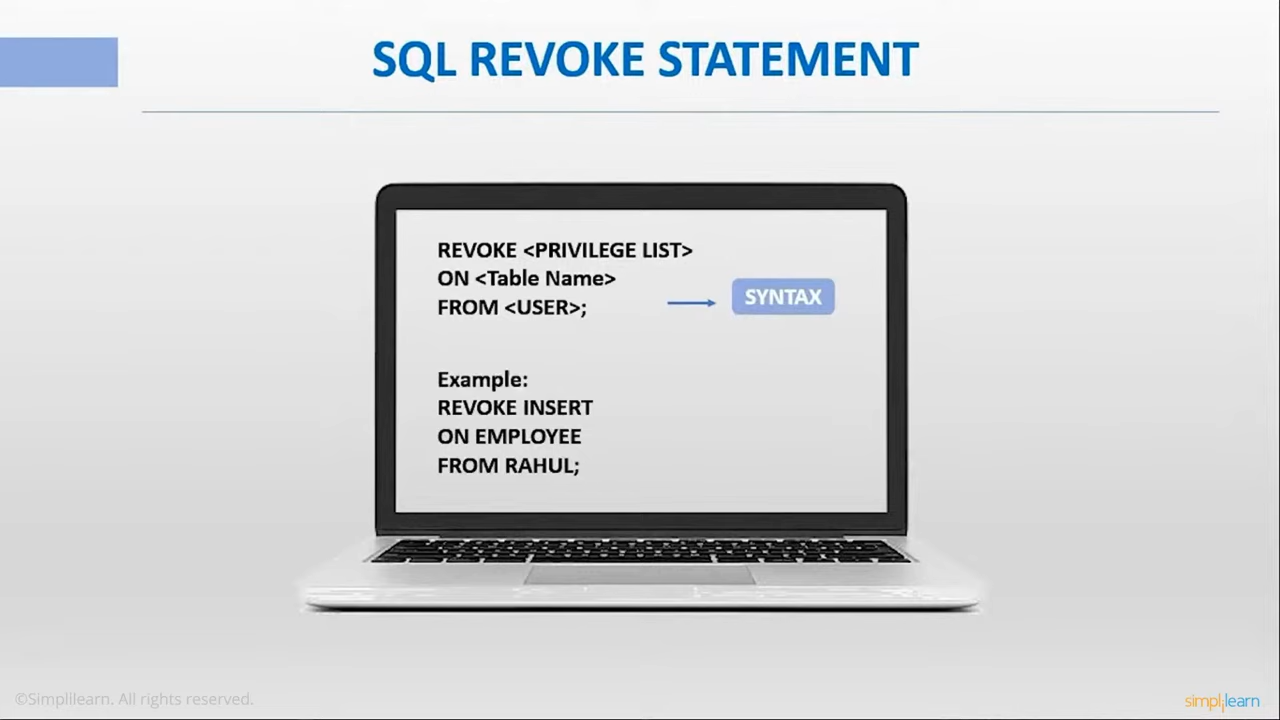 SQL REVOKE STATEMENT
REVOKE <PRIVILEGE LIST>
ON <Table Name>
FROM <USER>;
SYNTAX
Example:
REVOKE INSERT
ON EMPLOYEE
FROM RAHUL;
©Simplilearn. All rights reserved.
simplilearn